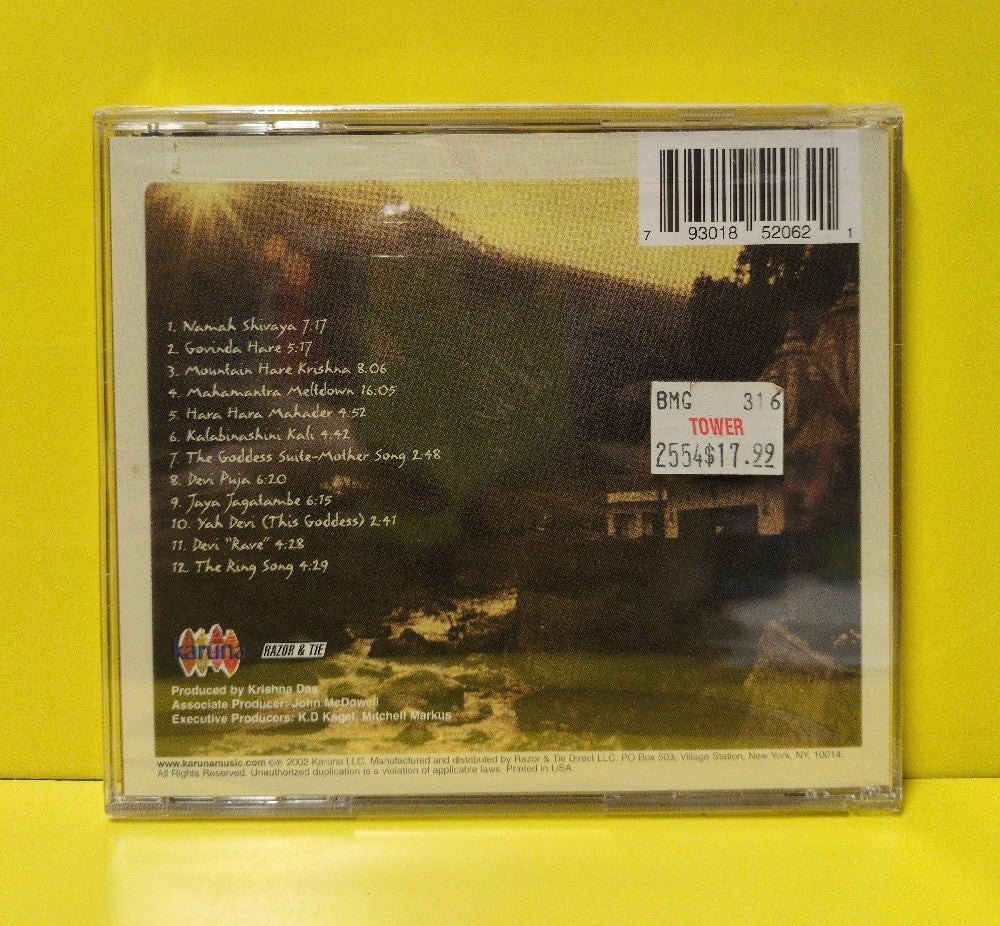 7 93018 52062 1
1. Namah Shivaya 7:17
2. Govinda Hare 5:17
3. Mountain Hare Krishna 8:06
4. Mahamantra Meltdown 16:05
5. Hara Hara Mahader 4:52
6. Kalabinashini Kali 4:42
7. The Goddess Suite-Mother Song 2:48
8. Devi Puja 6:20
9. Jaya Jagatambe 6:15
10. Yah Devi (This Goddess) 2:41
11. Devi "Rave" 4:28
12. The Ring Song 4:29
BMG 316
TOWER
2554$17.99
karuna
RAZOR & TIE
Produced by Krishna Das
Associate Producer: John McDowell
Executive Producers: K.D Kagel, Mitchell Markus
www.karunamusic.com ©℗ 2002 Karuna LLC. Manufactured and distributed by Razor & Tie Direct LLC. PO Box 503, Village Station, New York, NY, 10014.
All Rights Reserved. Unauthorized duplication is a violation of applicable laws. Printed in USA.